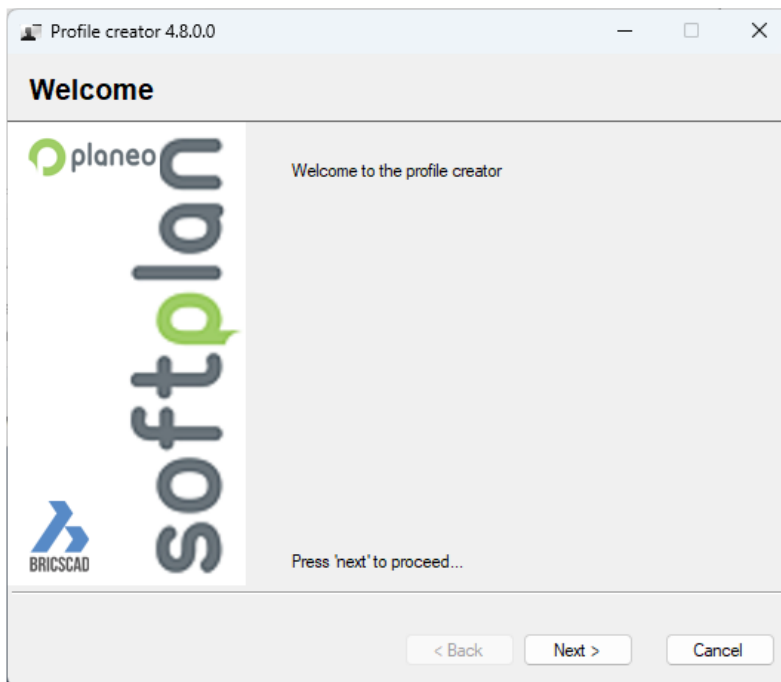 Profile creator 4.8.0.0
Welcome
planeo
softplan
BRICSCAD
Welcome to the profile creator
Press 'next' to proceed...
< Back
Next >
Cancel